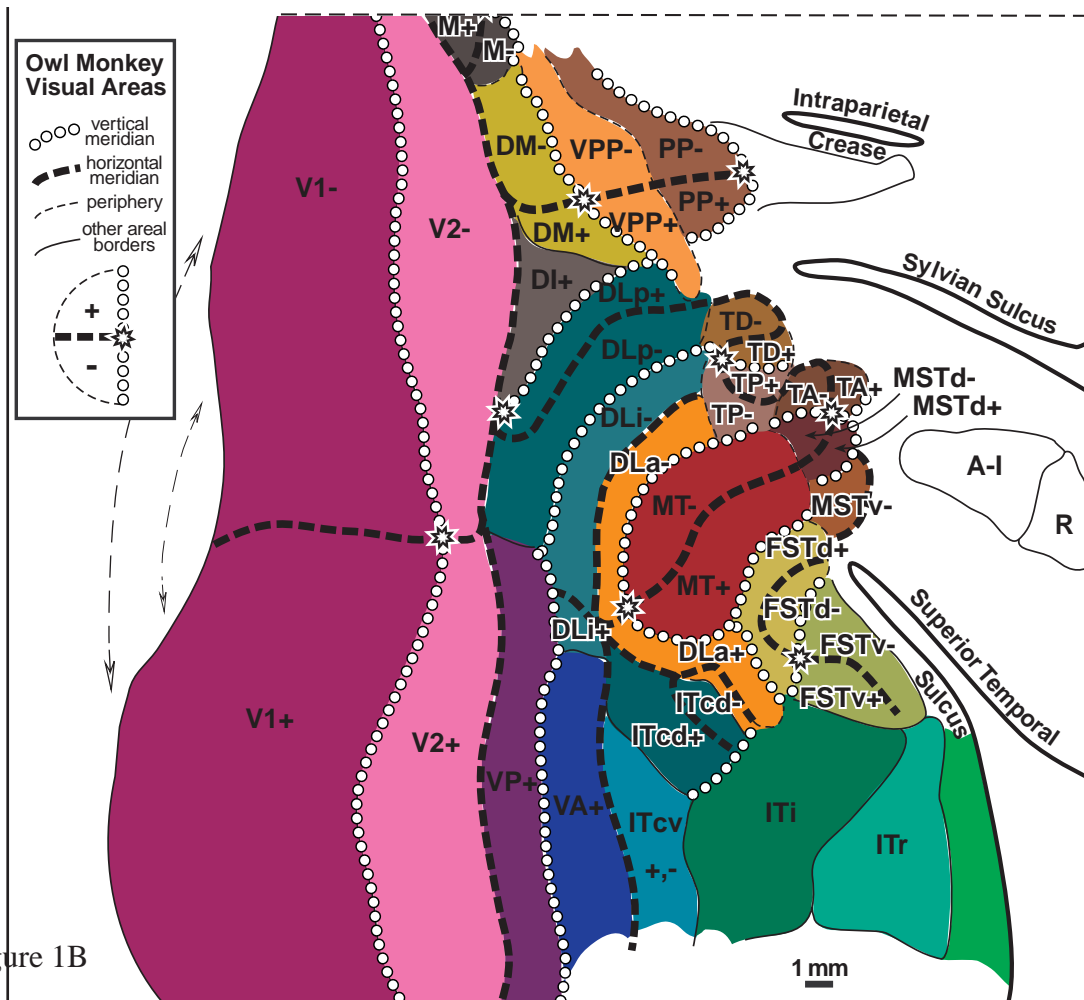 Owl Monkey
Visual Areas
vertical
meridian
horizontal
meridian
periphery
other areal
borders
+
-
M+
M-
DM-
VPP-
PP-
Intraparietal
Crease
V1-
V2-
DM+
VPP+
PP+
DI+
DLp+
Sylvian Sulcus
TD-
DLp-
TD+
TP+
TA-
TA+
MSTd-
MSTd+
DLi-
TP-
DLa-
A-I
MT-
MSTv-
R
FSTd+
MT+
FSTd-
DLi+
DLa+
FSTv-
Superior Temporal
Sulcus
ITcd-
FSTv+
V1+
V2+
ITcd+
VP+
VA+
ITcv
+,-
ITi
ITr
gure 1B
1 mm